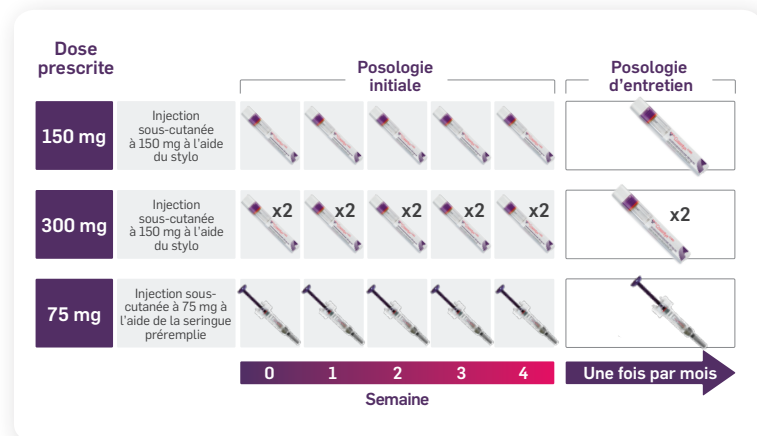 Dose
prescrite
Posologie
initiale
Posologie
d'entretien
150 mg
Injection
sous-cutanée
à 150 mg à l'aide
du stylo
300 mg
Injection
sous-cutanée
à 150 mg à l'aide
du stylo
x2 x2 x2 x2 x2 x2
75 mg
Injection sous-
cutanée à 75 mg à
l'aide de la seringue
préremplie
0 1 2 3 4
Une fois par mois
Semaine